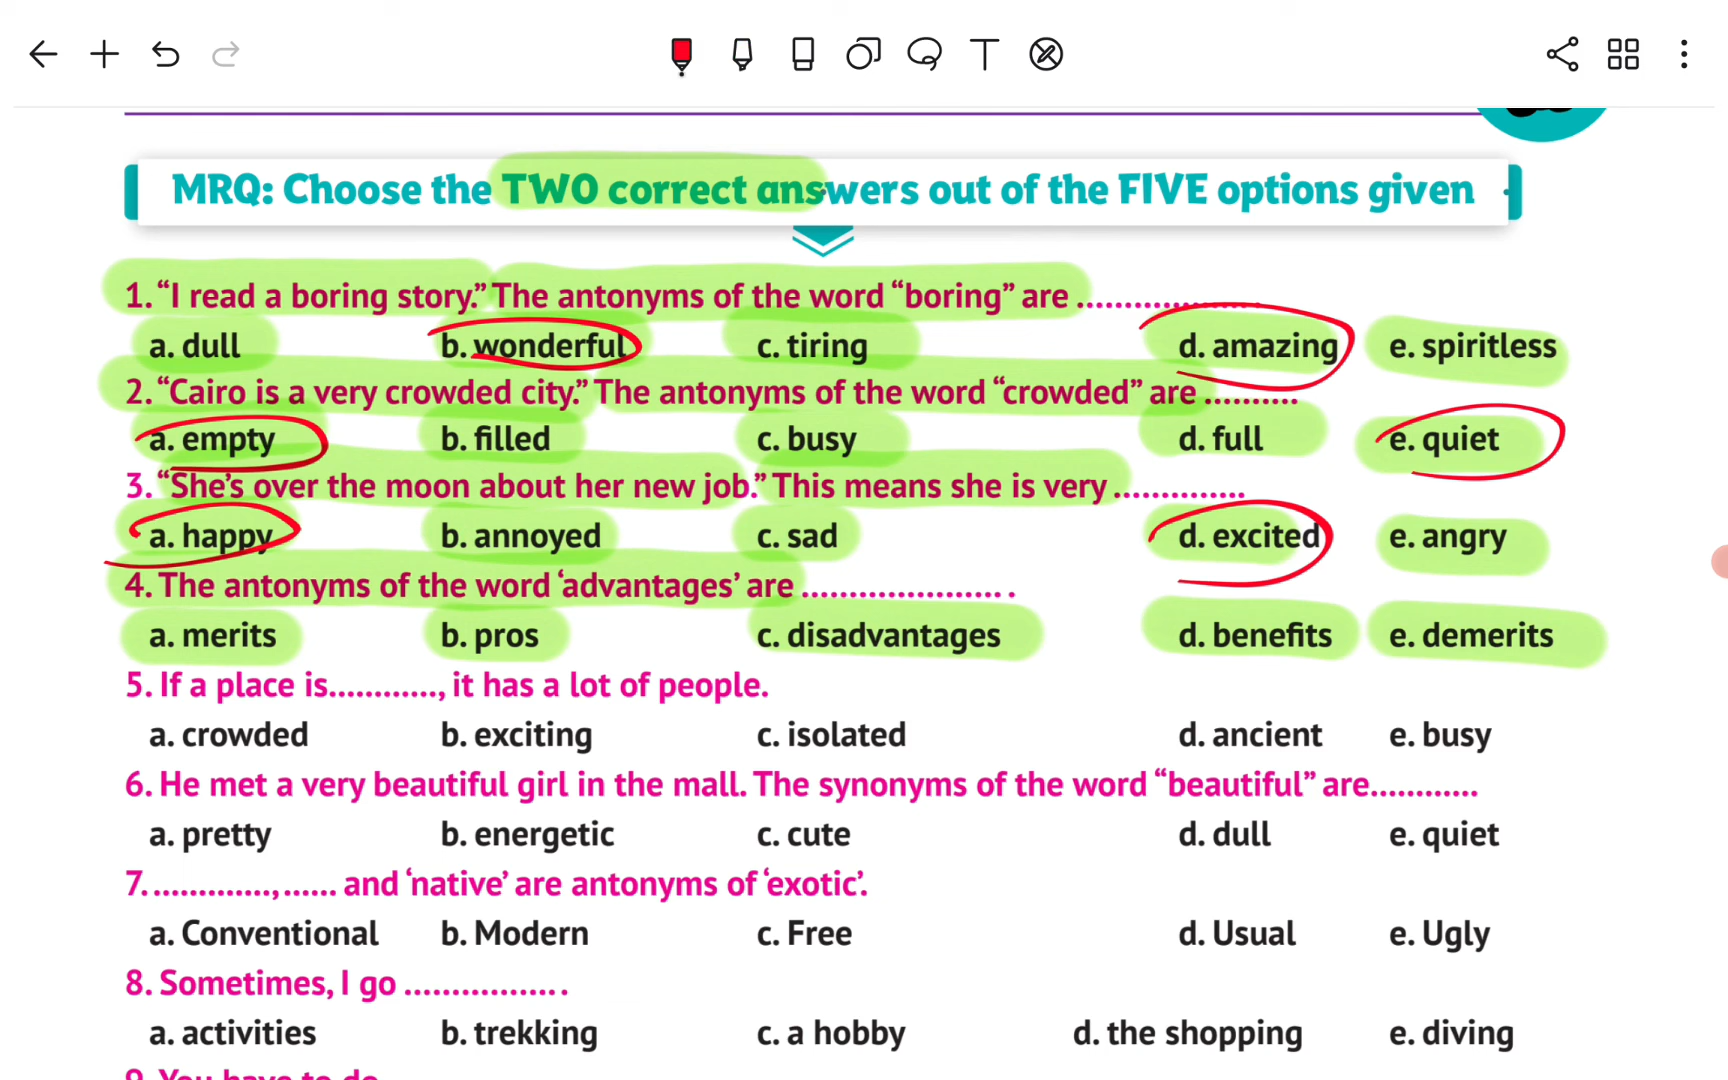 MRQ: Choose the TWO correct answers out of the FIVE options given
1. “I read a boring story.” The antonyms of the word “boring” are ....................
a. dull b. wonderful c. tiring d. amazing e. spiritless
2. “Cairo is a very crowded city.” The antonyms of the word “crowded” are ..........
a. empty b. filled c. busy d. full e. quiet
3. “She’s over the moon about her new job.” This means she is very ..............
a. happy b. annoyed c. sad d. excited e. angry
4. The antonyms of the word ‘advantages’ are ..................... .
a. merits b. pros c. disadvantages d. benefits e. demerits
5. If a place is............, it has a lot of people.
a. crowded b. exciting c. isolated d. ancient e. busy
6. He met a very beautiful girl in the mall. The synonyms of the word “beautiful” are............
a. pretty b. energetic c. cute d. dull e. quiet
7. ............., ...... and ‘native’ are antonyms of ‘exotic’.
a. Conventional b. Modern c. Free d. Usual e. Ugly
8. Sometimes, I go ................ .
a. activities b. trekking c. a hobby d. the shopping e. diving
9. You have to do